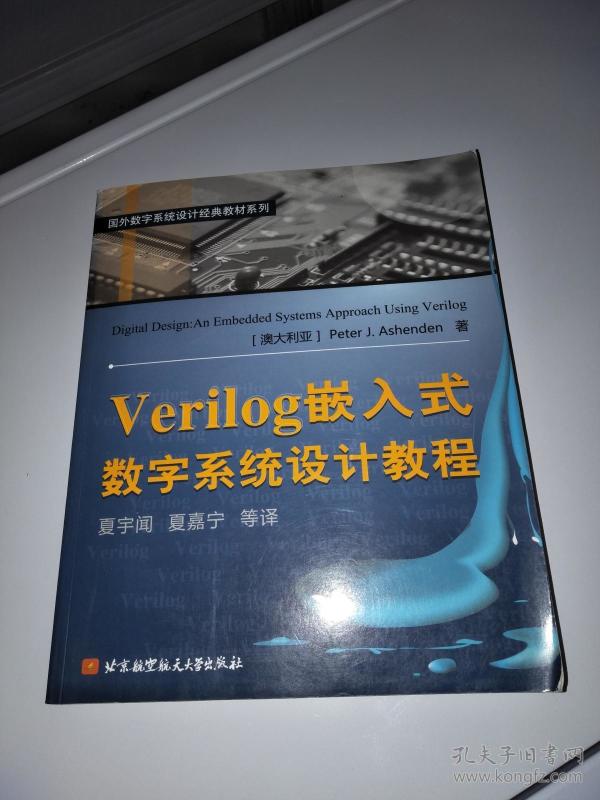 国外数字系统设计经典教材系列
Digital Design:An Embedded Systems Approach Using Verilog
[ 澳大利亚 ] Peter J. Ashenden 著
Verilog嵌入式
数字系统设计教程
夏宇闻 夏嘉宁 等译
北京航空航天大学出版社
孔夫子旧书网
www.kongfz.com